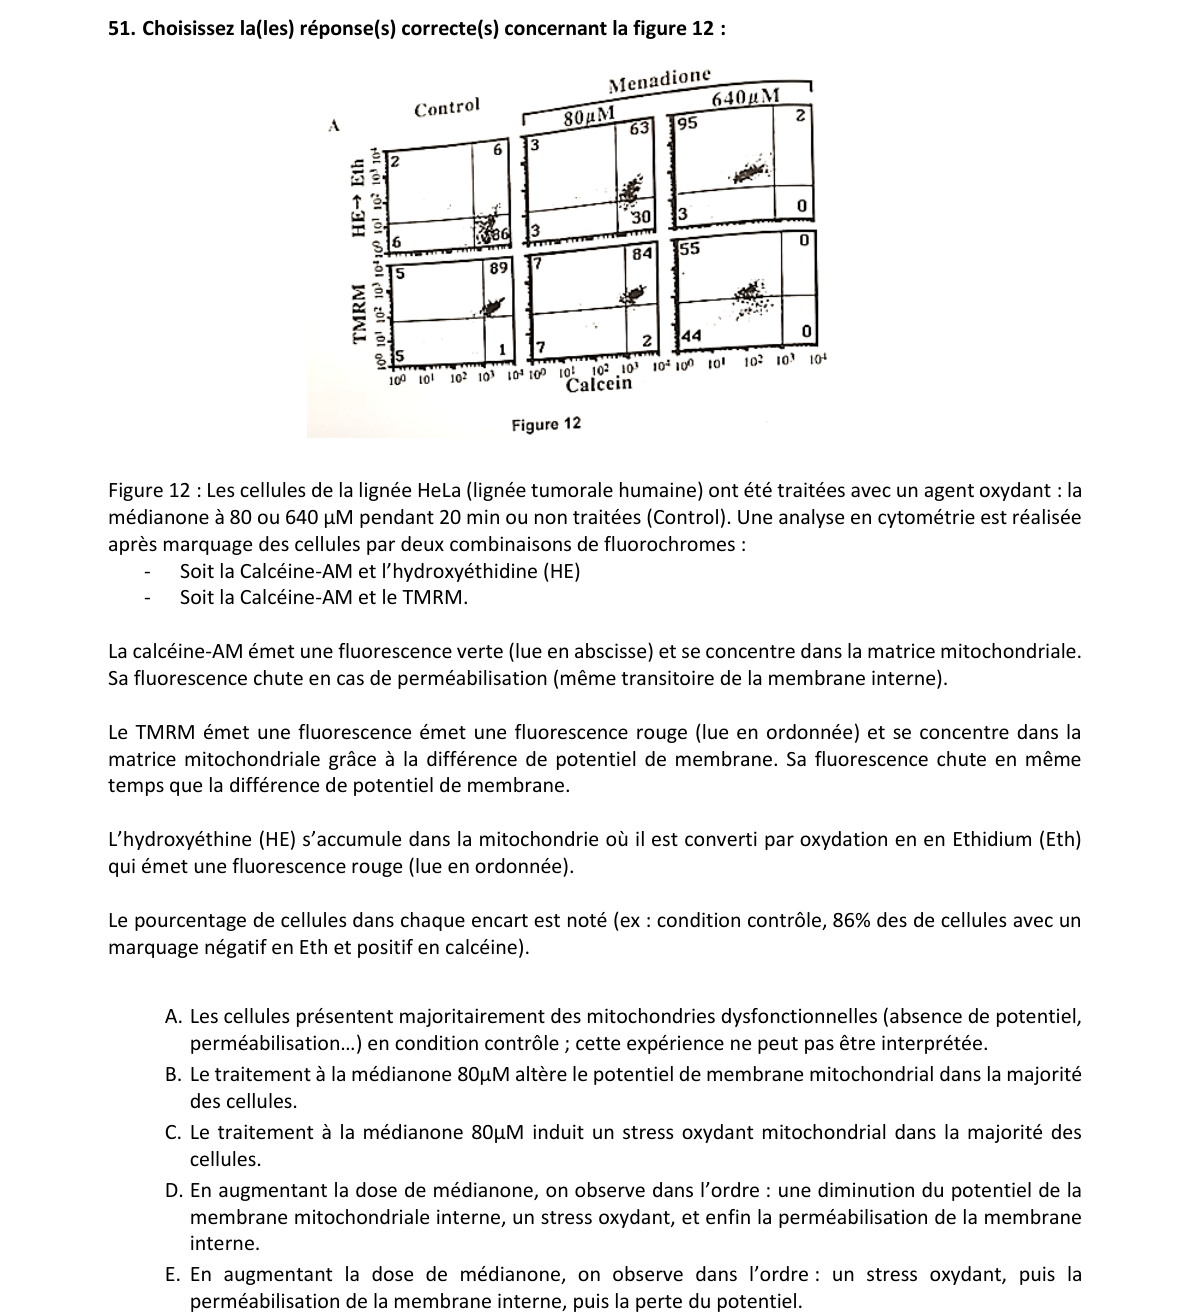 51. Choisissez la(les) réponse(s) correcte(s) concernant la figure 12 :
Menadione
Control
80µM
640µM
A
HE→ Eth
10⁰ 10¹ 10² 10³ 10⁴
2
6
6
86
3
63
3
30
95
2
3
0
TMRM
10⁰ 10¹ 10² 10³ 10⁴
5
89
5
1
7
84
7
2
55
0
44
0
10⁰ 10¹ 10² 10³ 10⁴ 10⁰ 10¹ 10² 10³ 10⁴ 10⁰ 10¹ 10² 10³ 10⁴
Calcein
Figure 12
Figure 12 : Les cellules de la lignée HeLa (lignée tumorale humaine) ont été traitées avec un agent oxydant : la
médianone à 80 ou 640 µM pendant 20 min ou non traitées (Control). Une analyse en cytométrie est réalisée
après marquage des cellules par deux combinaisons de fluorochromes :
- Soit la Calcéine-AM et l’hydroxyéthidine (HE)
- Soit la Calcéine-AM et le TMRM.
La calcéine-AM émet une fluorescence verte (lue en abscisse) et se concentre dans la matrice mitochondriale.
Sa fluorescence chute en cas de perméabilisation (même transitoire de la membrane interne).
Le TMRM émet une fluorescence émet une fluorescence rouge (lue en ordonnée) et se concentre dans la
matrice mitochondriale grâce à la différence de potentiel de membrane. Sa fluorescence chute en même
temps que la différence de potentiel de membrane.
L’hydroxyéthine (HE) s’accumule dans la mitochondrie où il est converti par oxydation en en Ethidium (Eth)
qui émet une fluorescence rouge (lue en ordonnée).
Le pourcentage de cellules dans chaque encart est noté (ex : condition contrôle, 86% des de cellules avec un
marquage négatif en Eth et positif en calcéine).
A. Les cellules présentent majoritairement des mitochondries dysfonctionnelles (absence de potentiel,
perméabilisation…) en condition contrôle ; cette expérience ne peut pas être interprétée.
B. Le traitement à la médianone 80µM altère le potentiel de membrane mitochondrial dans la majorité
des cellules.
C. Le traitement à la médianone 80µM induit un stress oxydant mitochondrial dans la majorité des
cellules.
D. En augmentant la dose de médianone, on observe dans l’ordre : une diminution du potentiel de la
membrane mitochondriale interne, un stress oxydant, et enfin la perméabilisation de la membrane
interne.
E. En augmentant la dose de médianone, on observe dans l’ordre : un stress oxydant, puis la
perméabilisation de la membrane interne, puis la perte du potentiel.